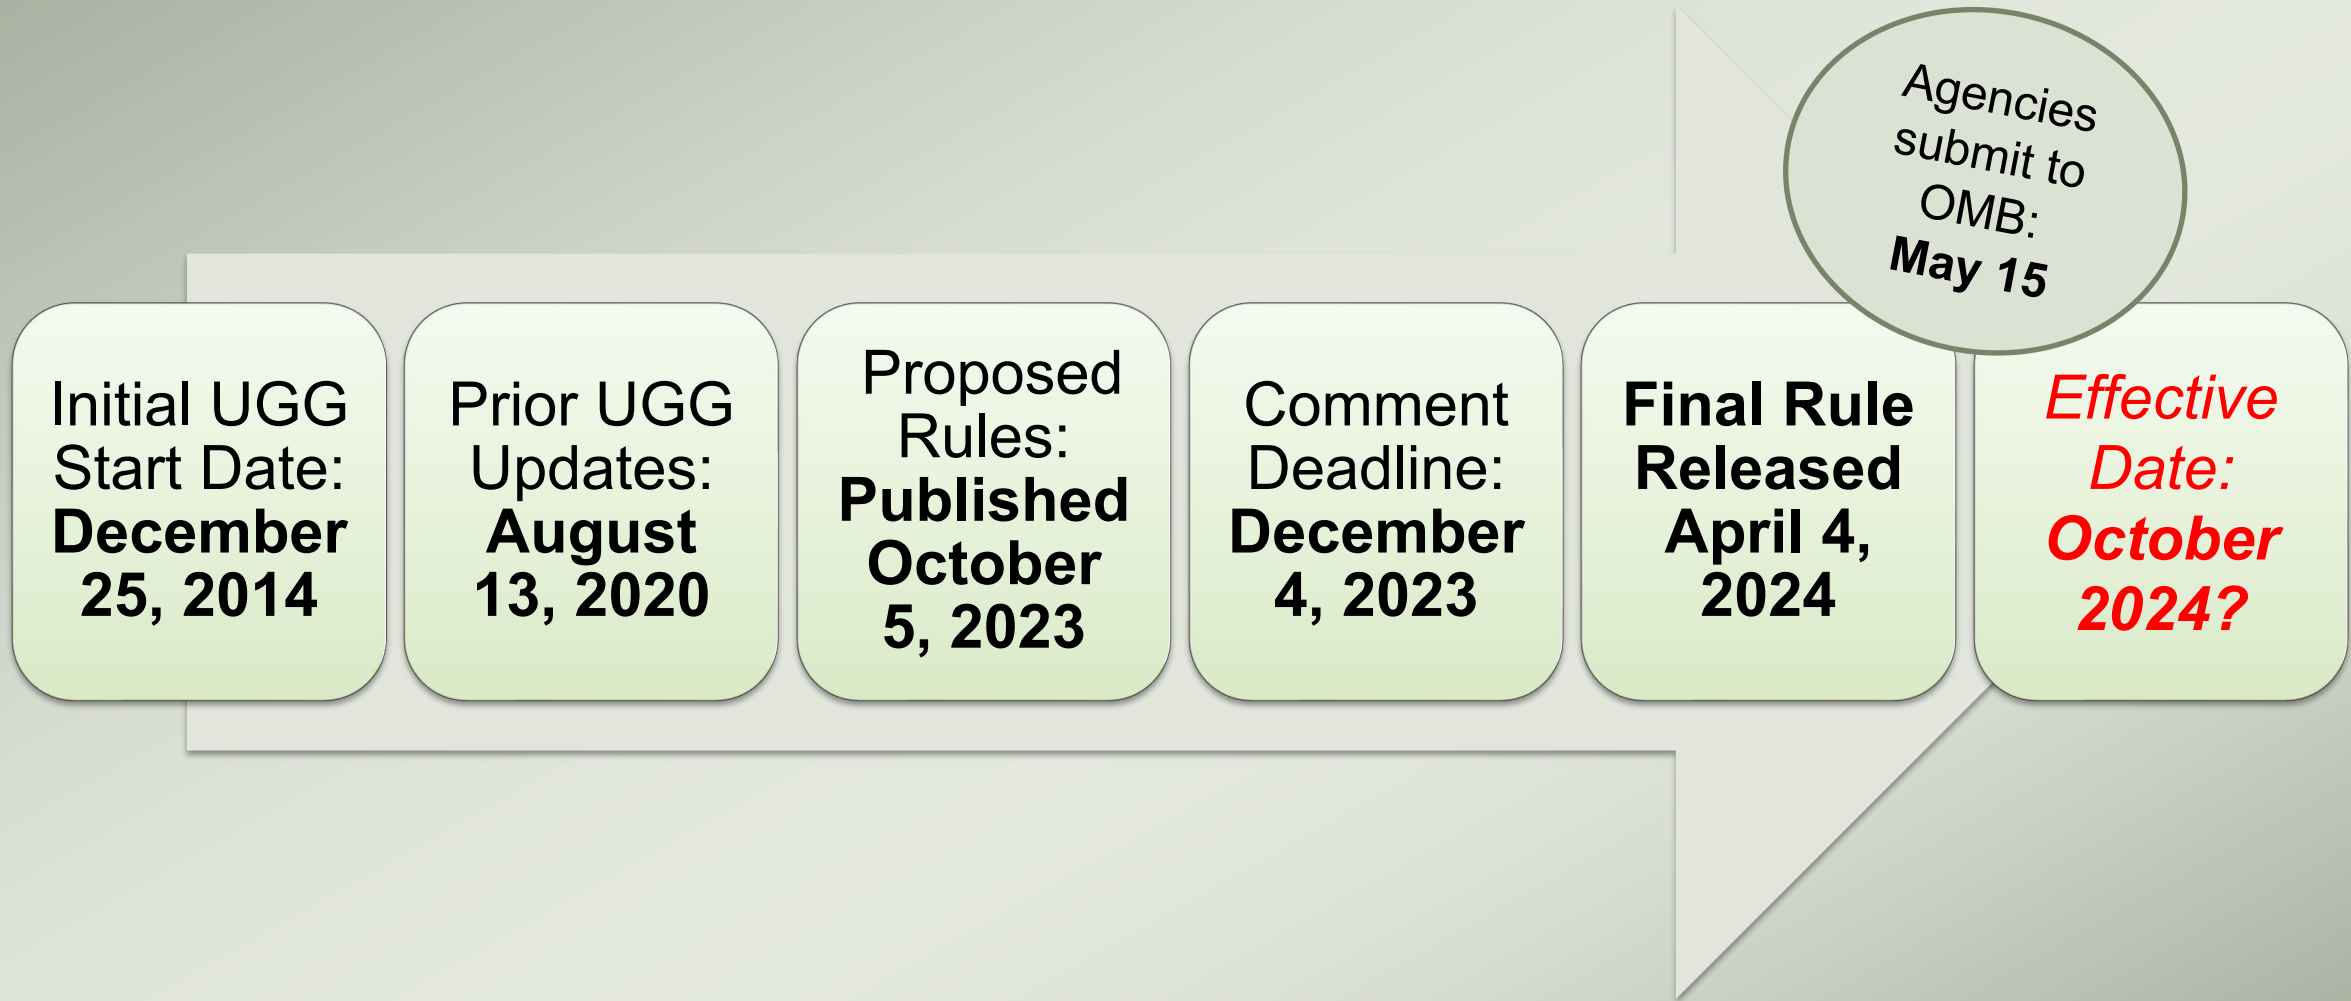 Agencies
submit to
OMB:
May 15
Initial UGG
Start Date:
December
25, 2014
Prior UGG
Updates:
August
13, 2020
Proposed
Rules:
Published
October
5, 2023
Comment
Deadline:
December
4, 2023
Final Rule
Released
April 4,
2024
Effective
Date:
October
2024?